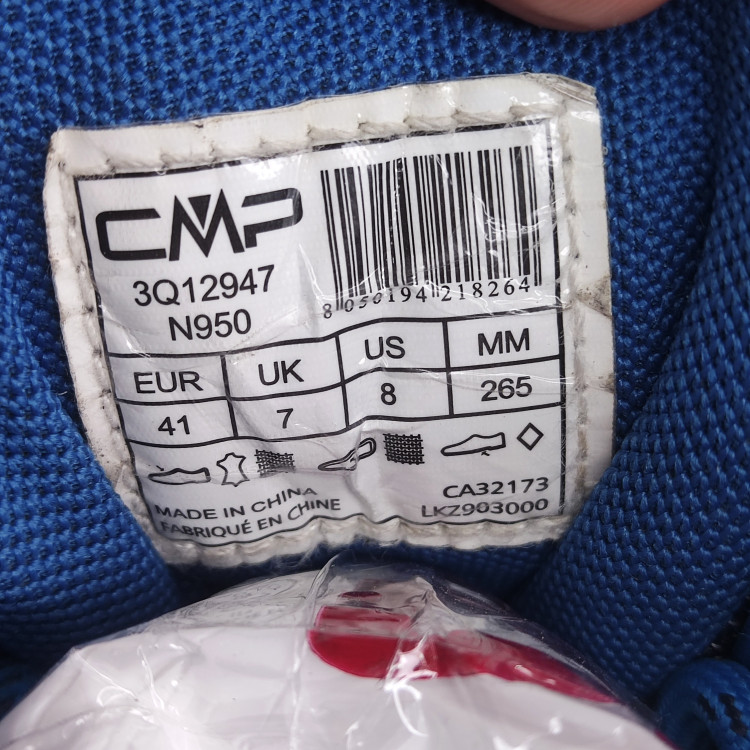 CMP
3Q12947
N950
8 050194 218264
EUR UK US MM
41 7 8 265
MADE IN CHINA
FABRIQUÉ EN CHINE
CA32173
LKZ903000